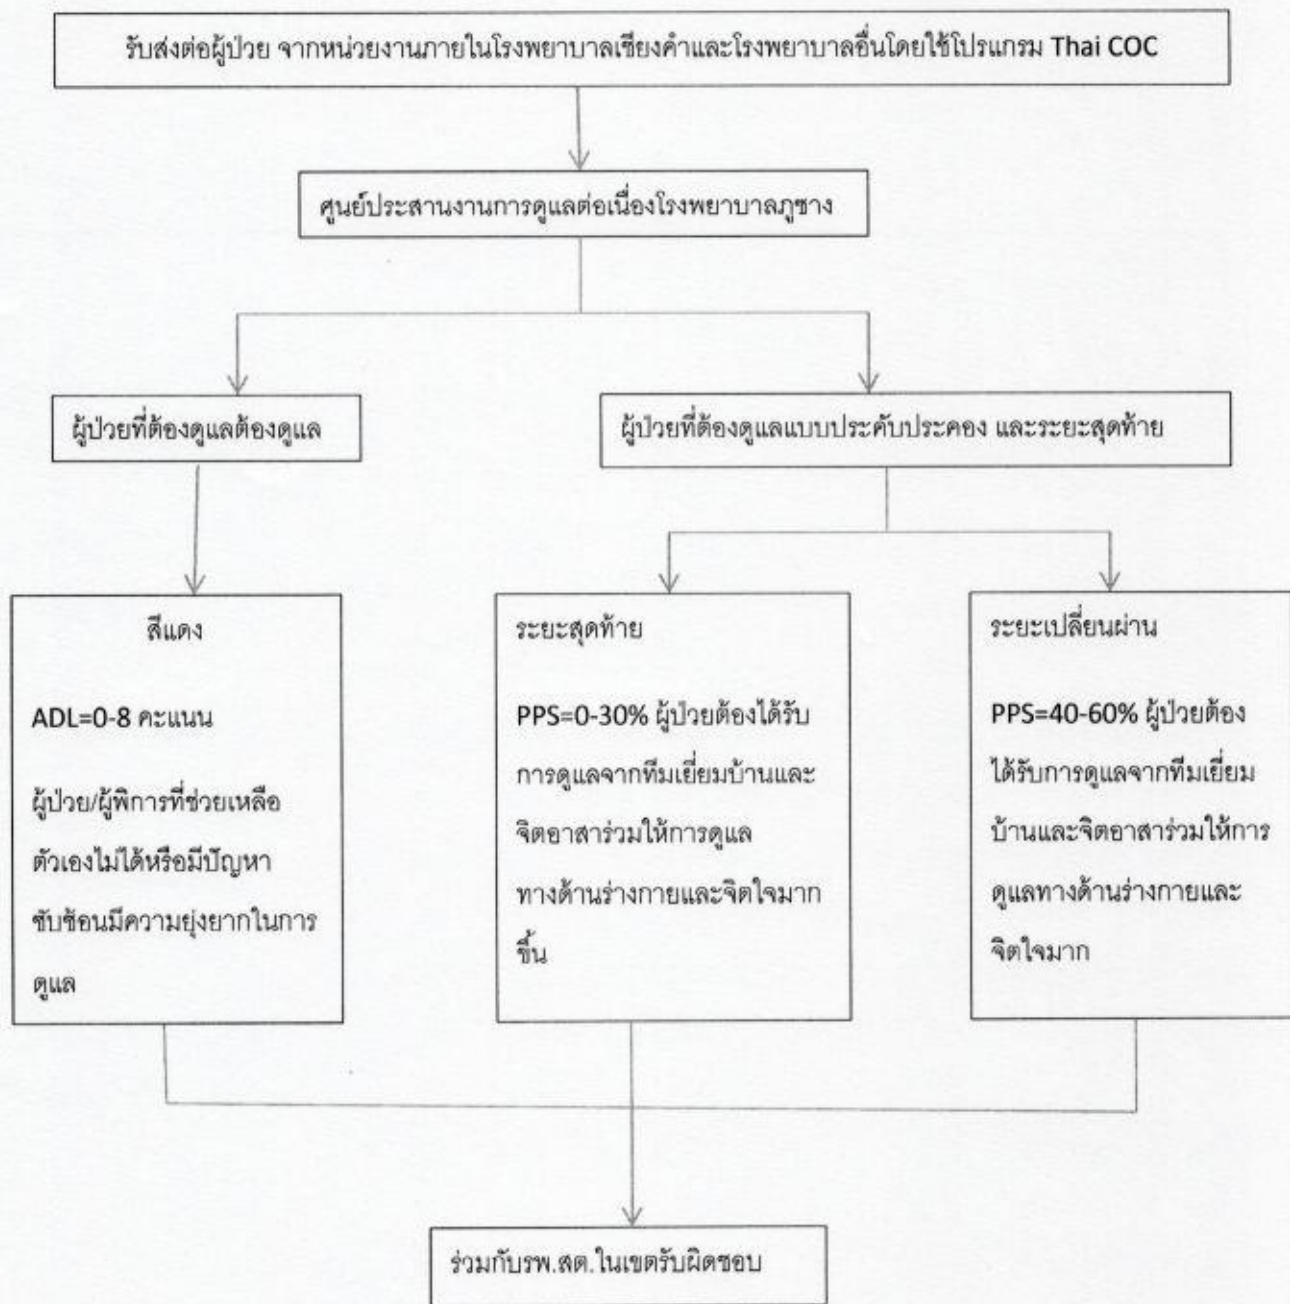 รับส่งต่อผู้ป่วย จากหน่วยงานภายในโรงพยาบาลเชียงคำและโรงพยาบาลอื่นโดยใช้โปรแกรม Thai COC
ศูนย์ประสานงานการดูแลต่อเนื่องโรงพยาบาลภูซาง
ผู้ป่วยที่ต้องดูแลต้องดูแล
ผู้ป่วยที่ต้องดูแลแบบประคับประคอง และระยะสุดท้าย
สีแดง
ADL=0-8 คะแนน
ผู้ป่วย/ผู้พิการที่ช่วยเหลือ
ตัวเองไม่ได้หรือมีปัญหา
ซับซ้อนมีความยุ่งยากในการ
ดูแล
ระยะสุดท้าย
PPS=0-30% ผู้ป่วยต้องได้รับ
การดูแลจากทีมเยี่ยมบ้านและ
จิตอาสาร่วมให้การดูแล
ทางด้านร่างกายและจิตใจมาก
ขึ้น
ระยะเปลี่ยนผ่าน
PPS=40-60% ผู้ป่วยต้อง
ได้รับการดูแลจากทีมเยี่ยม
บ้านและจิตอาสาร่วมให้การ
ดูแลทางด้านร่างกายและ
จิตใจมาก
ร่วมกับรพ.สต.ในเขตรับผิดชอบ